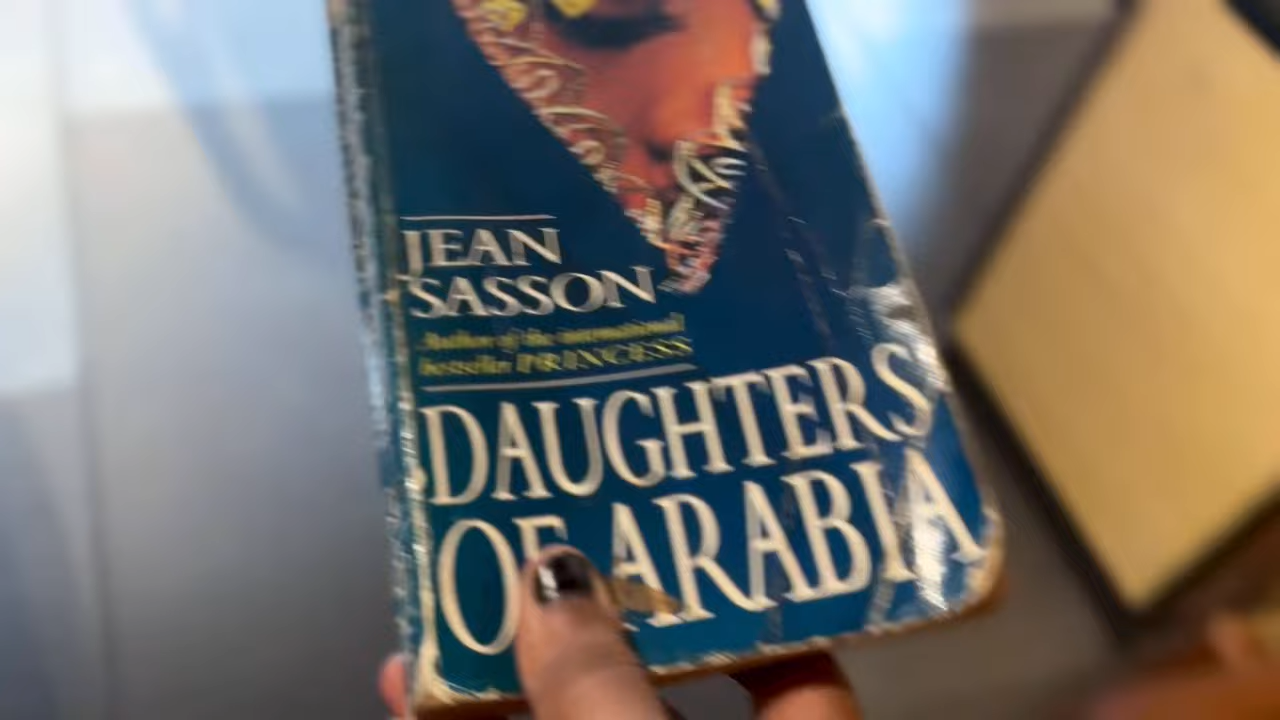 JEAN
SASSON
Author of the international
bestseller PRINCESS
DAUGHTERS
OF ARABIA